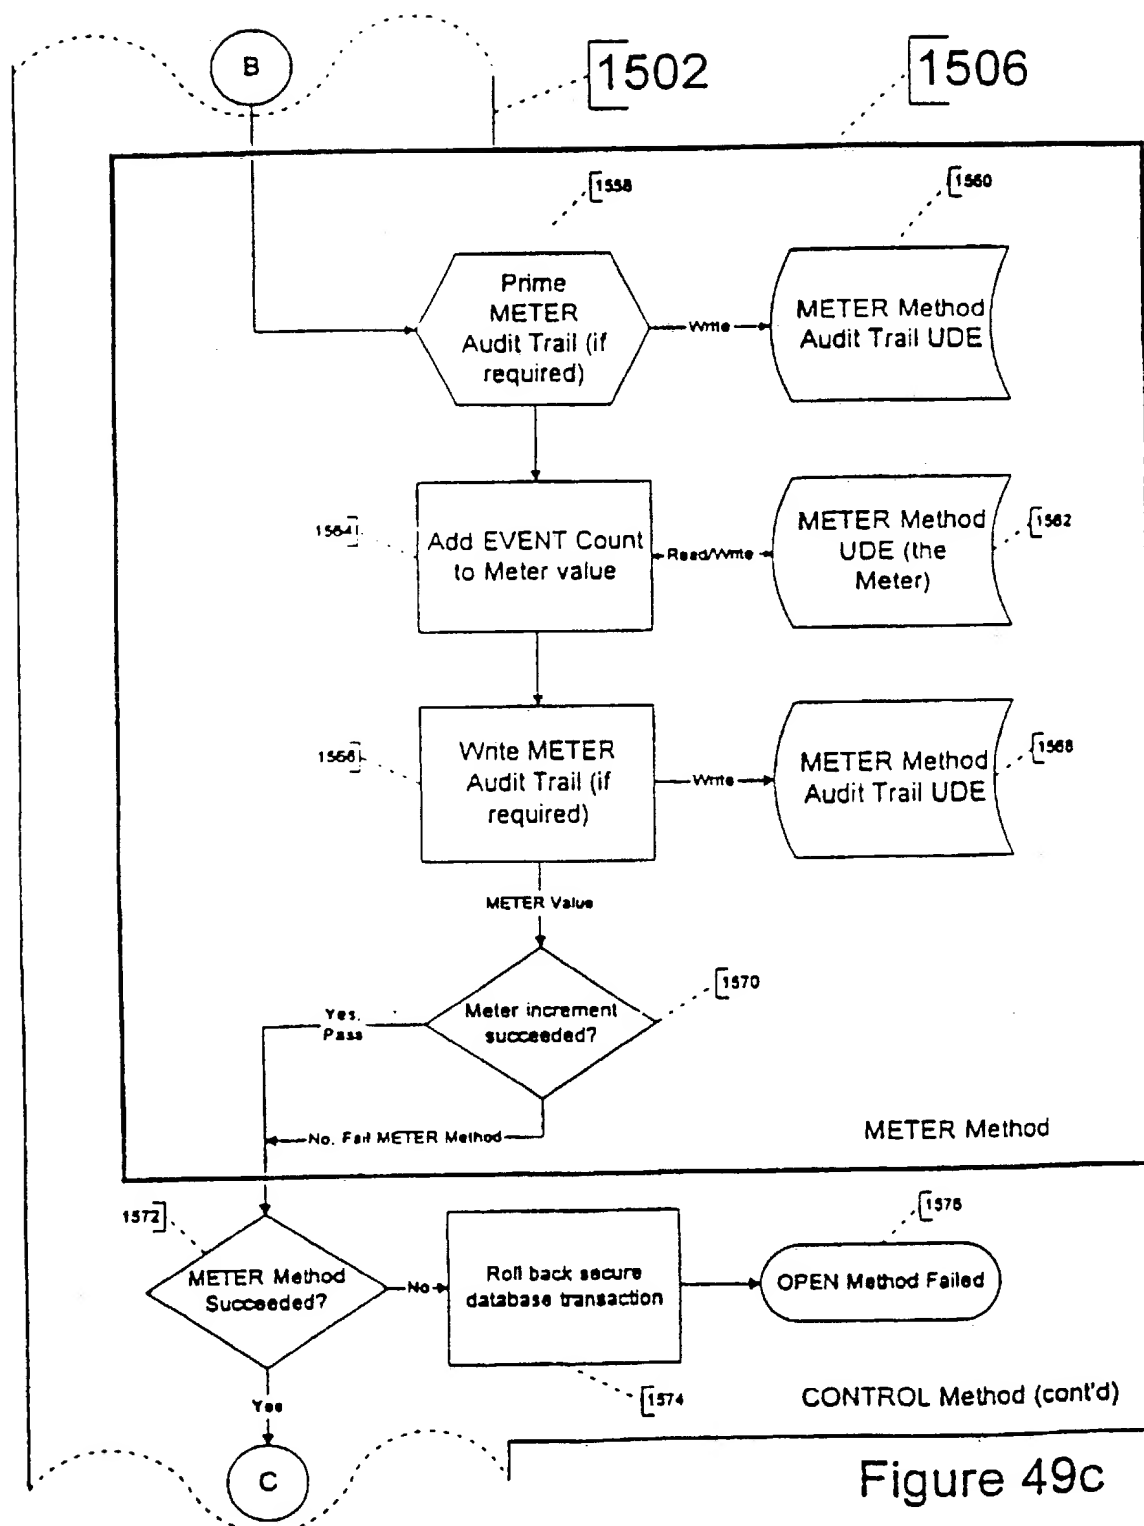 B
1502
1506
1558
1560
Prime
METER
Audit Trail (if
required)
Write
METER Method
Audit Trail UDE
1564
Add EVENT Count
to Meter value
Read/Write
METER Method
UDE (the
Meter)
1562
1566
Write METER
Audit Trail (if
required)
Write
METER Method
Audit Trail UDE
1568
METER Value
Meter increment
succeeded?
1570
Yes,
Pass
No, Fail METER Method
METER Method
1572
METER Method
Succeeded?
No
Roll back secure
database transaction
1576
OPEN Method Failed
1574
Yes
CONTROL Method (cont'd)
C
Figure 49c